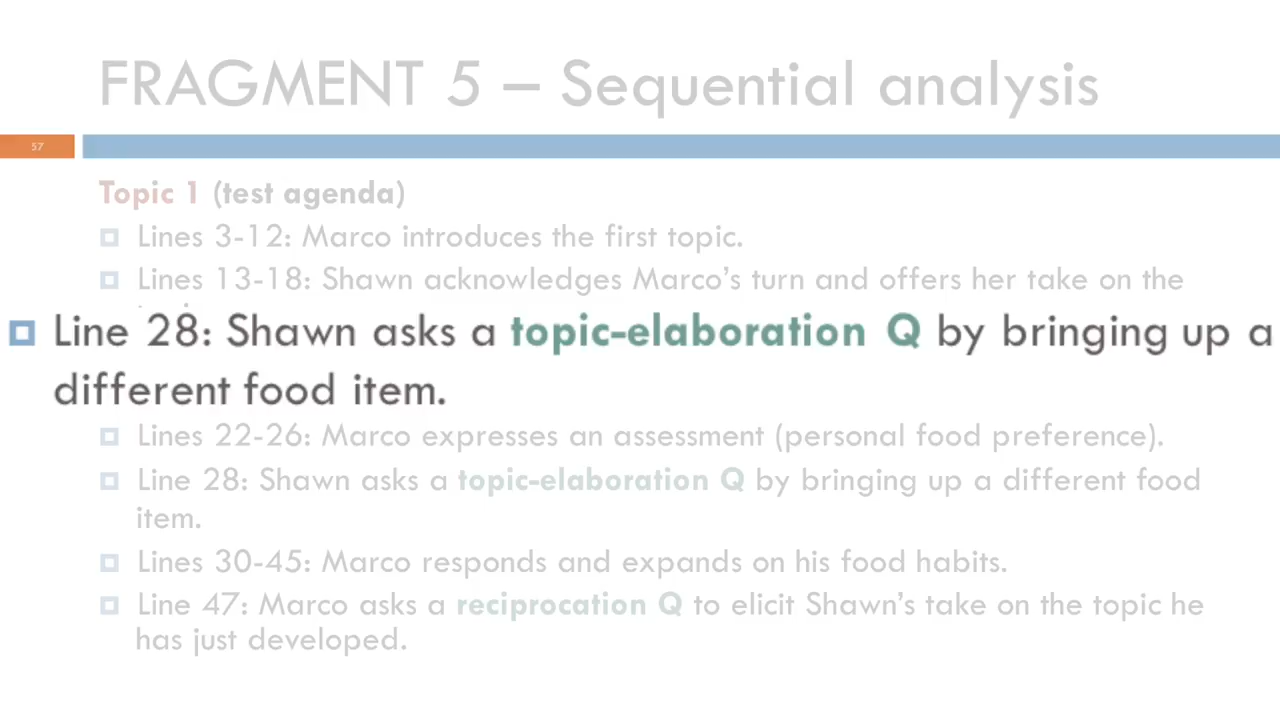 FRAGMENT 5 – Sequential analysis
57
Topic 1 (test agenda)
Lines 3-12: Marco introduces the first topic.
Lines 13-18: Shawn acknowledges Marco's turn and offers her take on the
Line 28: Shawn asks a topic-elaboration Q by bringing up a
different food item.
Lines 22-26: Marco expresses an assessment (personal food preference).
Line 28: Shawn asks a topic-elaboration Q by bringing up a different food
item.
Lines 30-45: Marco responds and expands on his food habits.
Line 47: Marco asks a reciprocation Q to elicit Shawn's take on the topic he
has just developed.